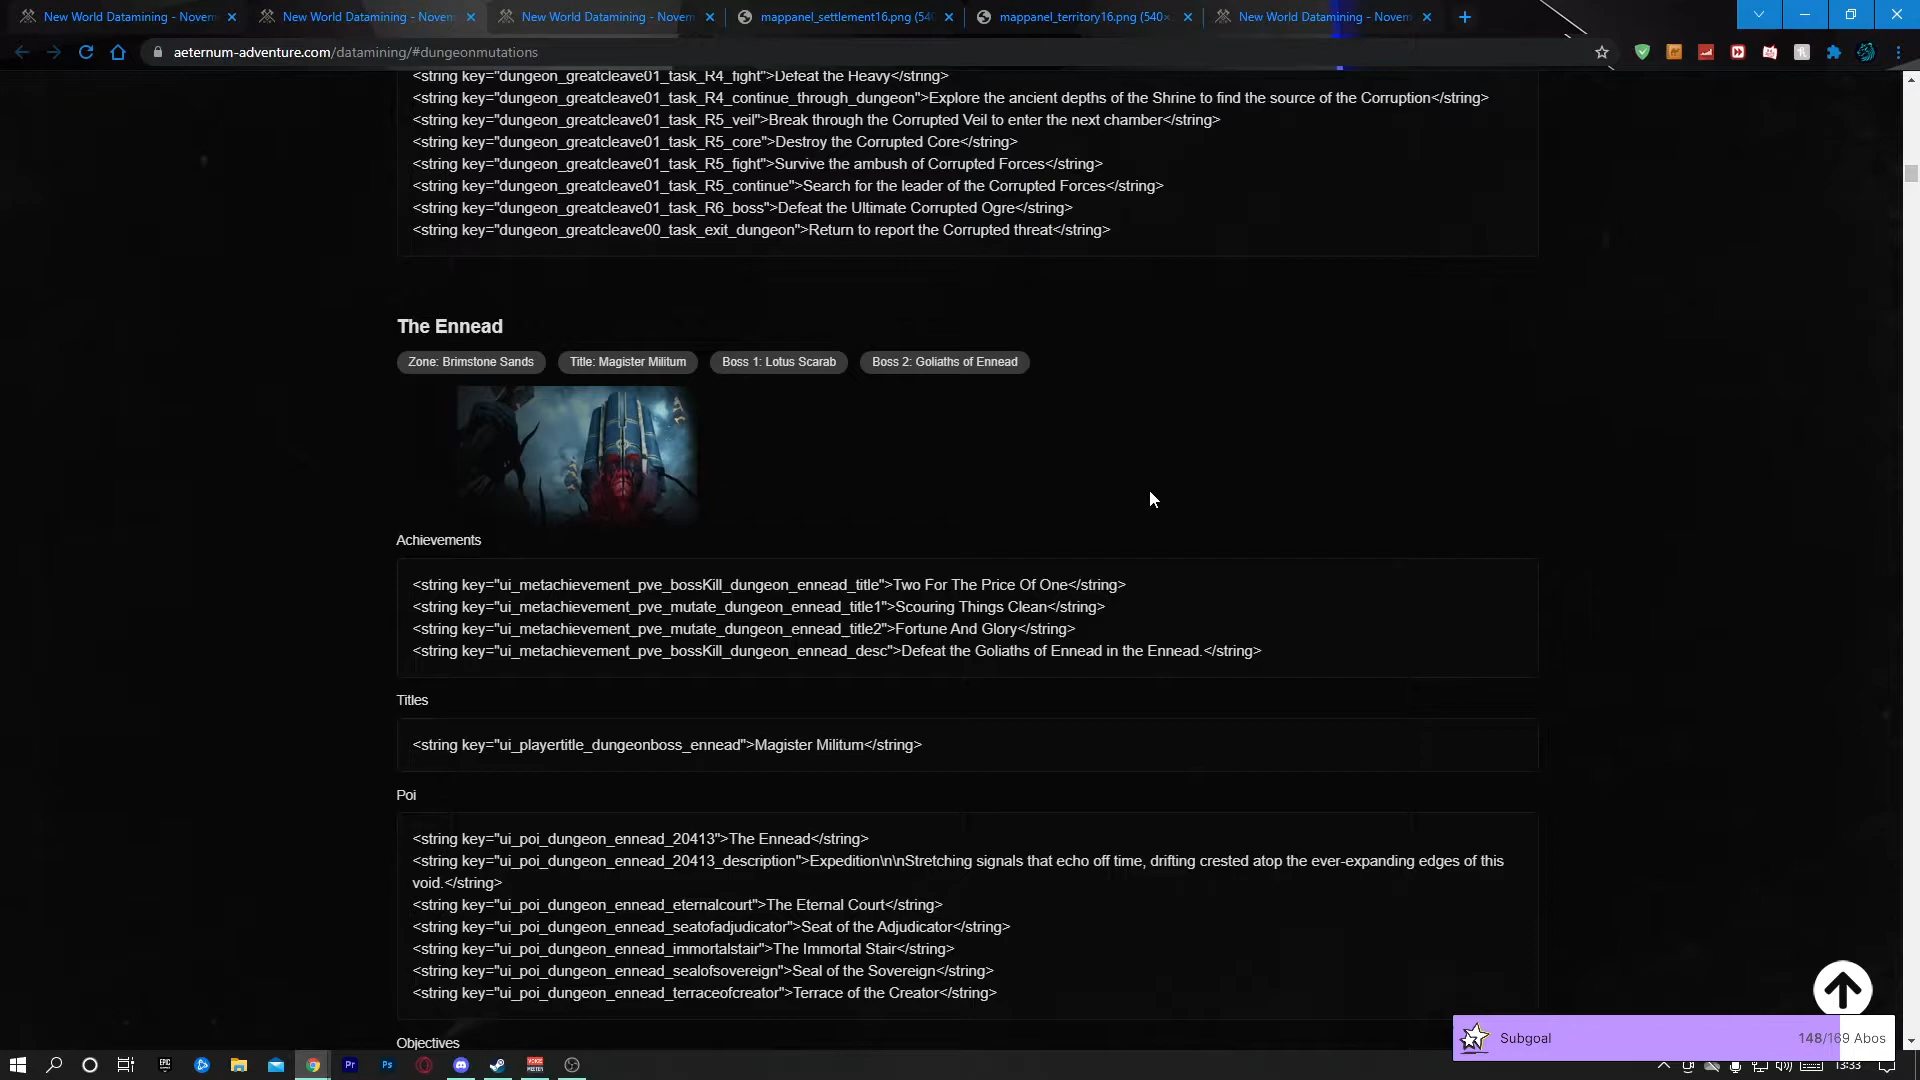 New World Datamining - Novem
New World Datamining - Novem
New World Datamining - Novem
mappanel_settlement16.png (540
mappanel_territory16.png (540×
New World Datamining - Novem
aeternum-adventure.com/datamining/#dungeonmutations
<string key="dungeon_greatcleave01_task_R4_fight">Defeat the Heavy</string>
<string key="dungeon_greatcleave01_task_R4_continue_through_dungeon">Explore the ancient depths of the Shrine to find the source of the Corruption</string>
<string key="dungeon_greatcleave01_task_R5_veil">Break through the Corrupted Veil to enter the next chamber</string>
<string key="dungeon_greatcleave01_task_R5_core">Destroy the Corrupted Core</string>
<string key="dungeon_greatcleave01_task_R5_fight">Survive the ambush of Corrupted Forces</string>
<string key="dungeon_greatcleave01_task_R5_continue">Search for the leader of the Corrupted Forces</string>
<string key="dungeon_greatcleave01_task_R6_boss">Defeat the Ultimate Corrupted Ogre</string>
<string key="dungeon_greatcleave00_task_exit_dungeon">Return to report the Corrupted threat</string>
The Ennead
Zone: Brimstone Sands
Title: Magister Militum
Boss 1: Lotus Scarab
Boss 2: Goliaths of Ennead
Achievements
<string key="ui_metachievement_pve_bossKill_dungeon_ennead_title">Two For The Price Of One</string>
<string key="ui_metachievement_pve_mutate_dungeon_ennead_title1">Scouring Things Clean</string>
<string key="ui_metachievement_pve_mutate_dungeon_ennead_title2">Fortune And Glory</string>
<string key="ui_metachievement_pve_bossKill_dungeon_ennead_desc">Defeat the Goliaths of Ennead in the Ennead.</string>
Titles
<string key="ui_playertitle_dungeonboss_ennead">Magister Militum</string>
Poi
<string key="ui_poi_dungeon_ennead_20413">The Ennead</string>
<string key="ui_poi_dungeon_ennead_20413_description">Expedition\n\nStretching signals that echo off time, drifting crested atop the ever-expanding edges of this
void.</string>
<string key="ui_poi_dungeon_ennead_eternalcourt">The Eternal Court</string>
<string key="ui_poi_dungeon_ennead_seatofadjudicator">Seat of the Adjudicator</string>
<string key="ui_poi_dungeon_ennead_immortalstair">The Immortal Stair</string>
<string key="ui_poi_dungeon_ennead_sealofsovereign">Seal of the Sovereign</string>
<string key="ui_poi_dungeon_ennead_terraceofcreator">Terrace of the Creator</string>
Objectives
Subgoal
148/169 Abos
EPIC
Pr
Ps
13:33